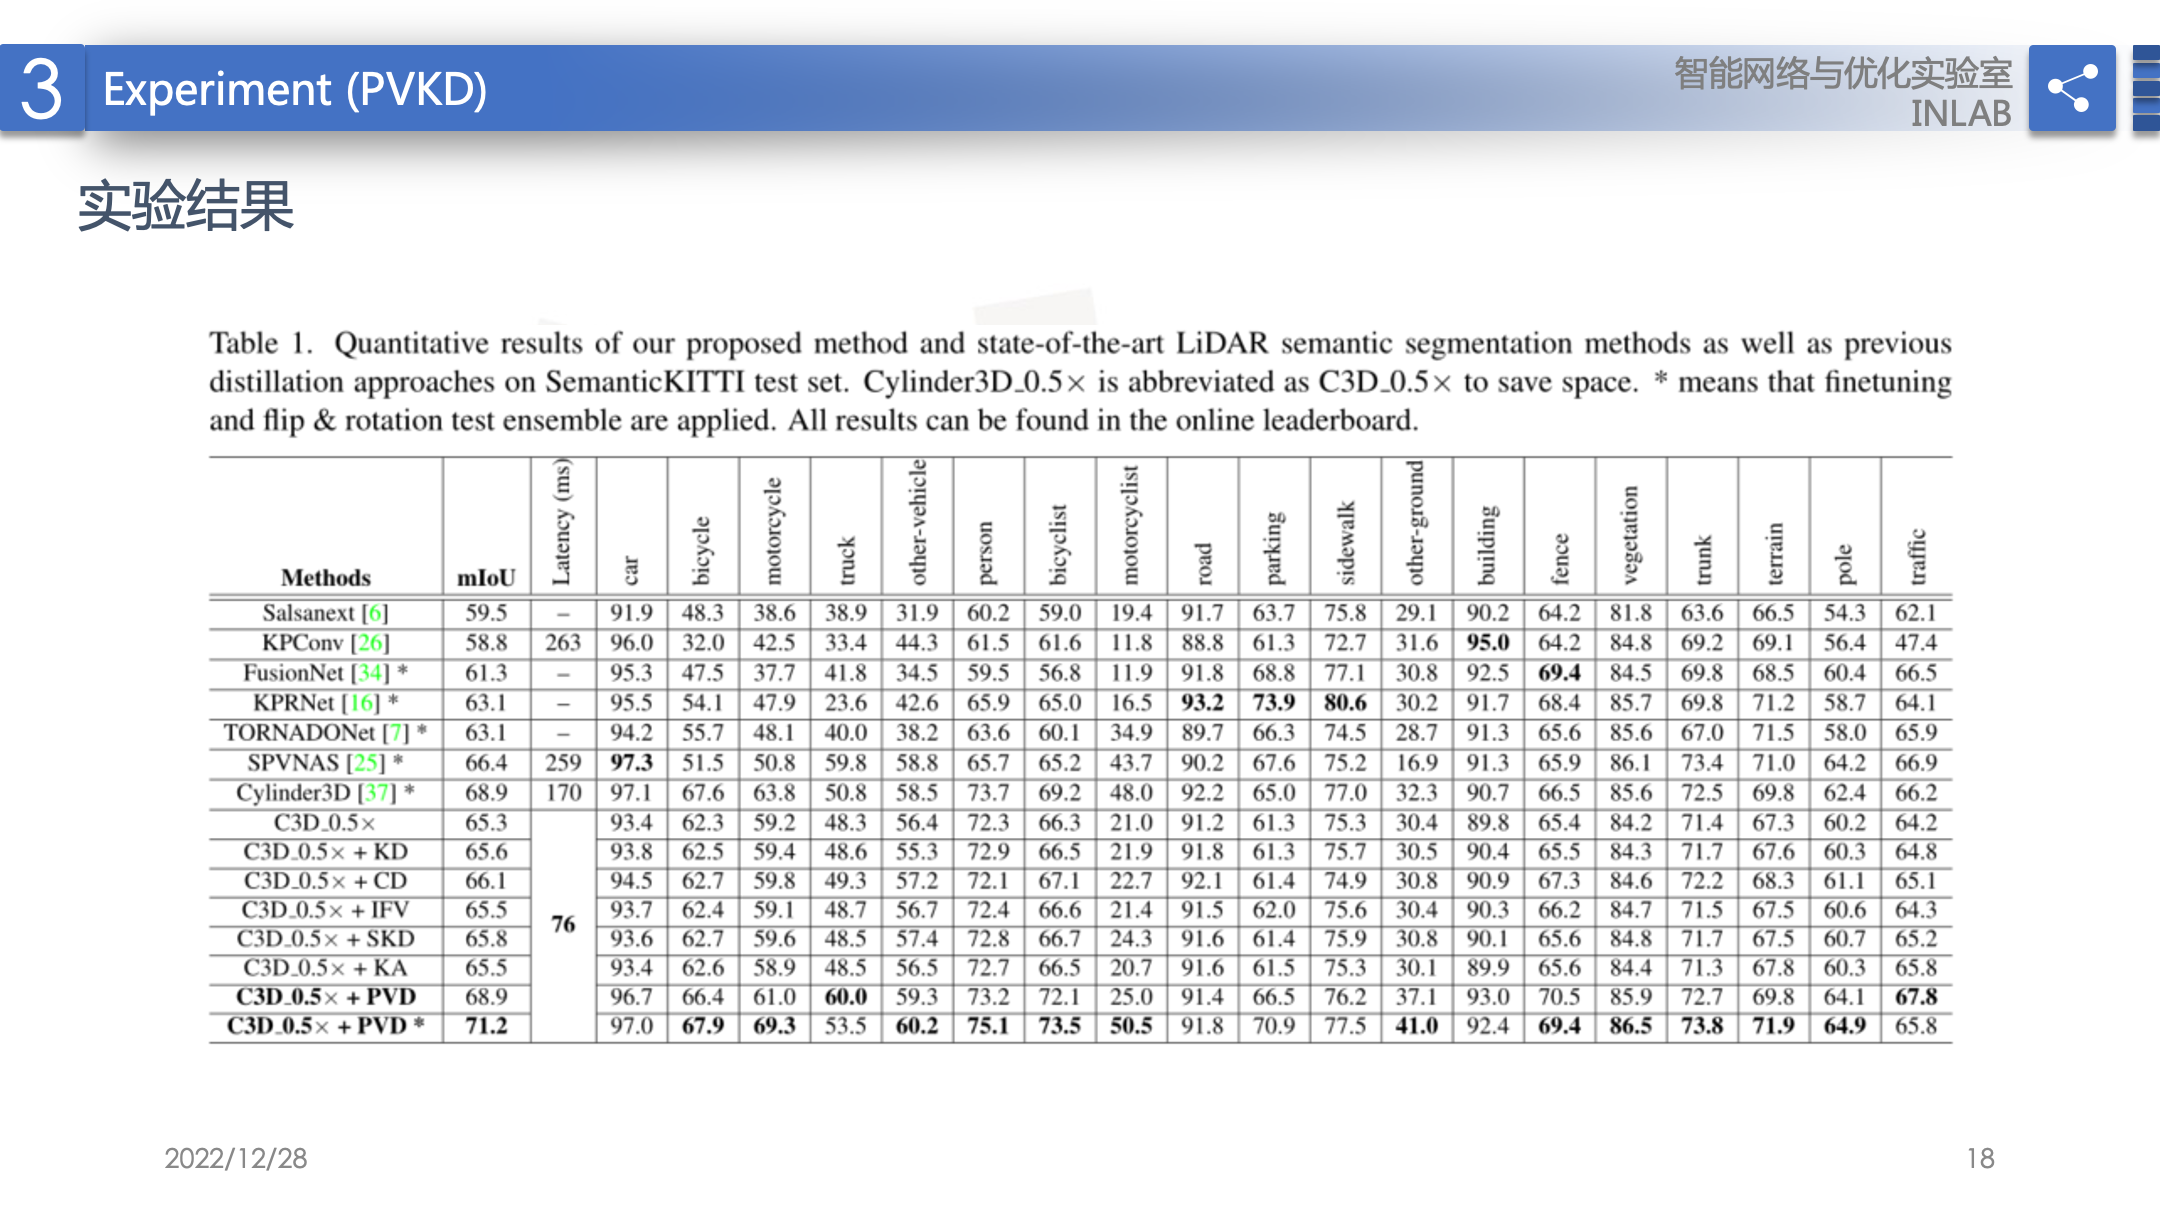 3
Experiment (PVKD)
智能网络与优化实验室
INLAB
实验结果
Table 1. Quantitative results of our proposed method and state-of-the-art LiDAR semantic segmentation methods as well as previous
distillation approaches on SemanticKITTI test set. Cylinder3D_0.5× is abbreviated as C3D_0.5× to save space. * means that finetuning
and flip & rotation test ensemble are applied. All results can be found in the online leaderboard.
Methods mIoU Latency (ms) car bicycle motorcycle truck other-vehicle person bicyclist motorcyclist road parking sidewalk other-ground building fence vegetation trunk terrain pole traffic
Salsanext [6] 59.5 – 91.9 48.3 38.6 38.9 31.9 60.2 59.0 19.4 91.7 63.7 75.8 29.1 90.2 64.2 81.8 63.6 66.5 54.3 62.1
KPConv [26] 58.8 263 96.0 32.0 42.5 33.4 44.3 61.5 61.6 11.8 88.8 61.3 72.7 31.6 95.0 64.2 84.8 69.2 69.1 56.4 47.4
FusionNet [34] * 61.3 – 95.3 47.5 37.7 41.8 34.5 59.5 56.8 11.9 91.8 68.8 77.1 30.8 92.5 69.4 84.5 69.8 68.5 60.4 66.5
KPRNet [16] * 63.1 – 95.5 54.1 47.9 23.6 42.6 65.9 65.0 16.5 93.2 73.9 80.6 30.2 91.7 68.4 85.7 69.8 71.2 58.7 64.1
TORNADONet [7] * 63.1 – 94.2 55.7 48.1 40.0 38.2 63.6 60.1 34.9 89.7 66.3 74.5 28.7 91.3 65.6 85.6 67.0 71.5 58.0 65.9
SPVNAS [25] * 66.4 259 97.3 51.5 50.8 59.8 58.8 65.7 65.2 43.7 90.2 67.6 75.2 16.9 91.3 65.9 86.1 73.4 71.0 64.2 66.9
Cylinder3D [37] * 68.9 170 97.1 67.6 63.8 50.8 58.5 73.7 69.2 48.0 92.2 65.0 77.0 32.3 90.7 66.5 85.6 72.5 69.8 62.4 66.2
C3D_0.5× 65.3 93.4 62.3 59.2 48.3 56.4 72.3 66.3 21.0 91.2 61.3 75.3 30.4 89.8 65.4 84.2 71.4 67.3 60.2 64.2
C3D_0.5× + KD 65.6 93.8 62.5 59.4 48.6 55.3 72.9 66.5 21.9 91.8 61.3 75.7 30.5 90.4 65.5 84.3 71.7 67.6 60.3 64.8
C3D_0.5× + CD 66.1 94.5 62.7 59.8 49.3 57.2 72.1 67.1 22.7 92.1 61.4 74.9 30.8 90.9 67.3 84.6 72.2 68.3 61.1 65.1
C3D_0.5× + IFV 65.5 76 93.7 62.4 59.1 48.7 56.7 72.4 66.6 21.4 91.5 62.0 75.6 30.4 90.3 66.2 84.7 71.5 67.5 60.6 64.3
C3D_0.5× + SKD 65.8 93.6 62.7 59.6 48.5 57.4 72.8 66.7 24.3 91.6 61.4 75.9 30.8 90.1 65.6 84.8 71.7 67.5 60.7 65.2
C3D_0.5× + KA 65.5 93.4 62.6 58.9 48.5 56.5 72.7 66.5 20.7 91.6 61.5 75.3 30.1 89.9 65.6 84.4 71.3 67.8 60.3 65.8
C3D_0.5× + PVD 68.9 96.7 66.4 61.0 60.0 59.3 73.2 72.1 25.0 91.4 66.5 76.2 37.1 93.0 70.5 85.9 72.7 69.8 64.1 67.8
C3D_0.5× + PVD * 71.2 97.0 67.9 69.3 53.5 60.2 75.1 73.5 50.5 91.8 70.9 77.5 41.0 92.4 69.4 86.5 73.8 71.9 64.9 65.8
2022/12/28
18